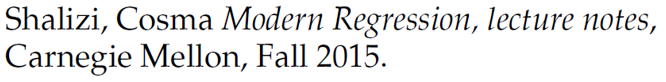 Shalizi, Cosma Modern Regression, lecture notes,
Carnegie Mellon, Fall 2015.